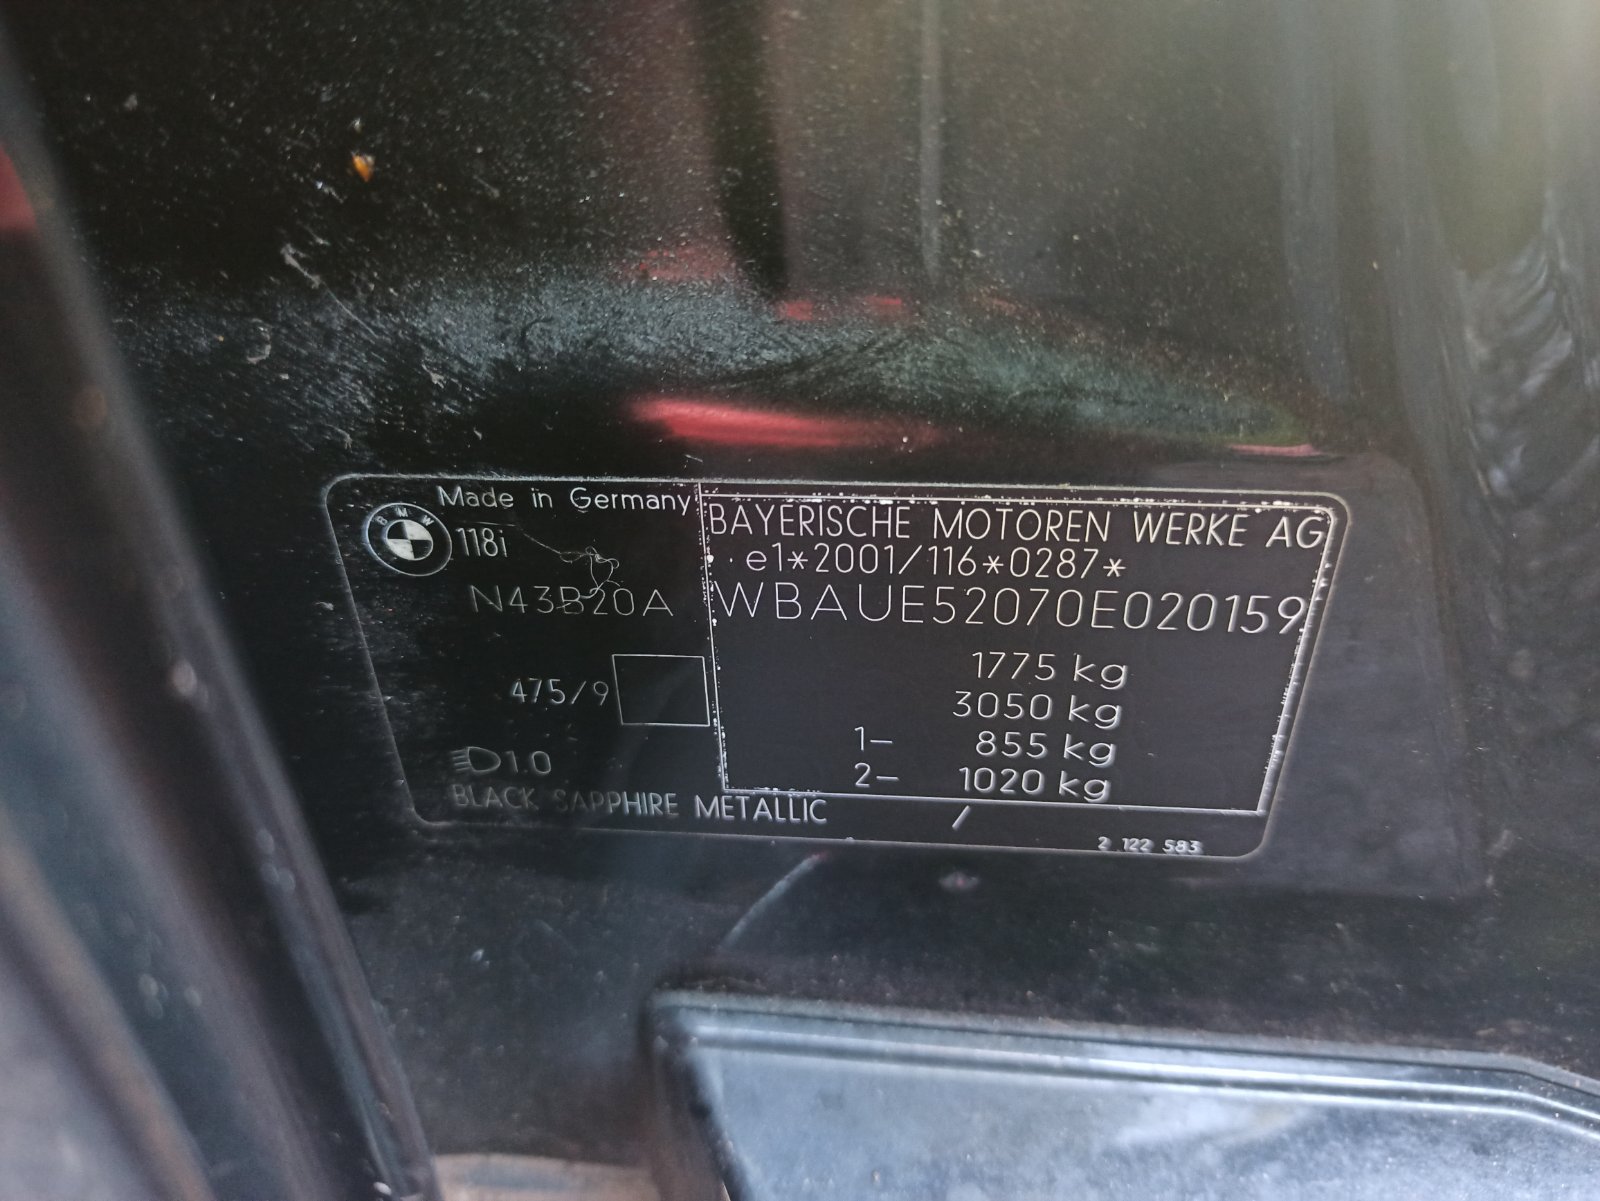 Made in Germany
BMW
118i
N43B20A
475/9
1.0
BLACK SAPPHIRE METALLIC
BAYERISCHE MOTOREN WERKE AG
e1*2001/116*0287*
WBAUE52070E020159
1775 kg
3050 kg
1- 855 kg
2- 1020 kg
/
2 122 583